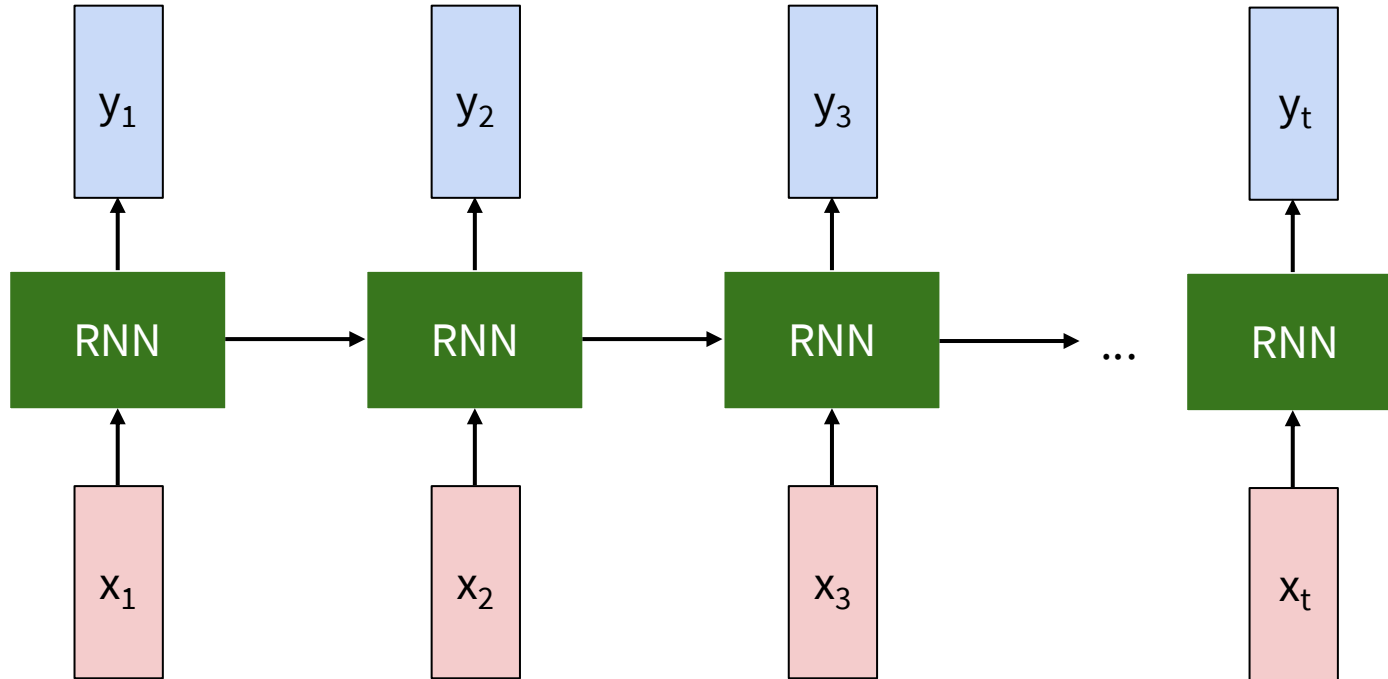 y₁ y₂ y₃ yₜ
RNN RNN RNN ... RNN
x₁ x₂ x₃ xₜ